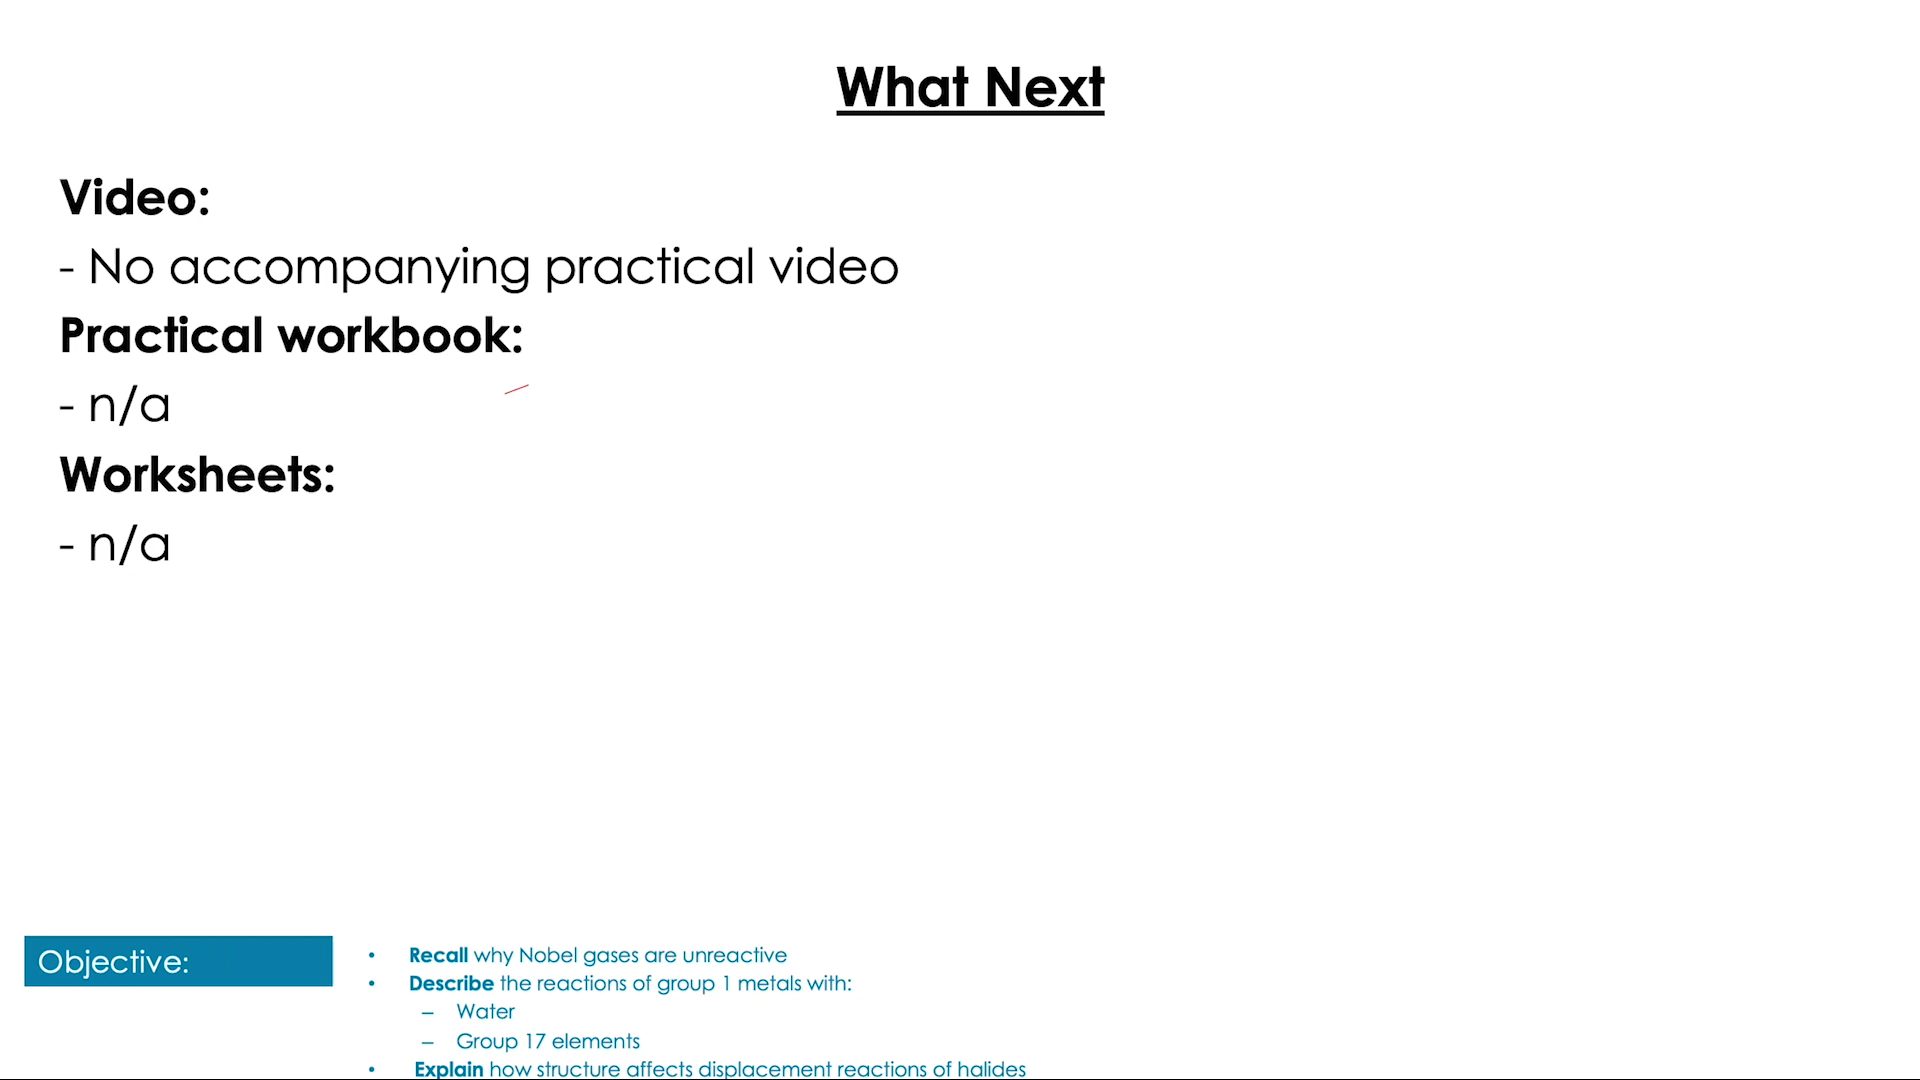 What Next
Video:
- No accompanying practical video
Practical workbook:
- n/a
Worksheets:
- n/a
Objective:
• Recall why Nobel gases are unreactive
• Describe the reactions of group 1 metals with:
– Water
– Group 17 elements
• Explain how structure affects displacement reactions of halides